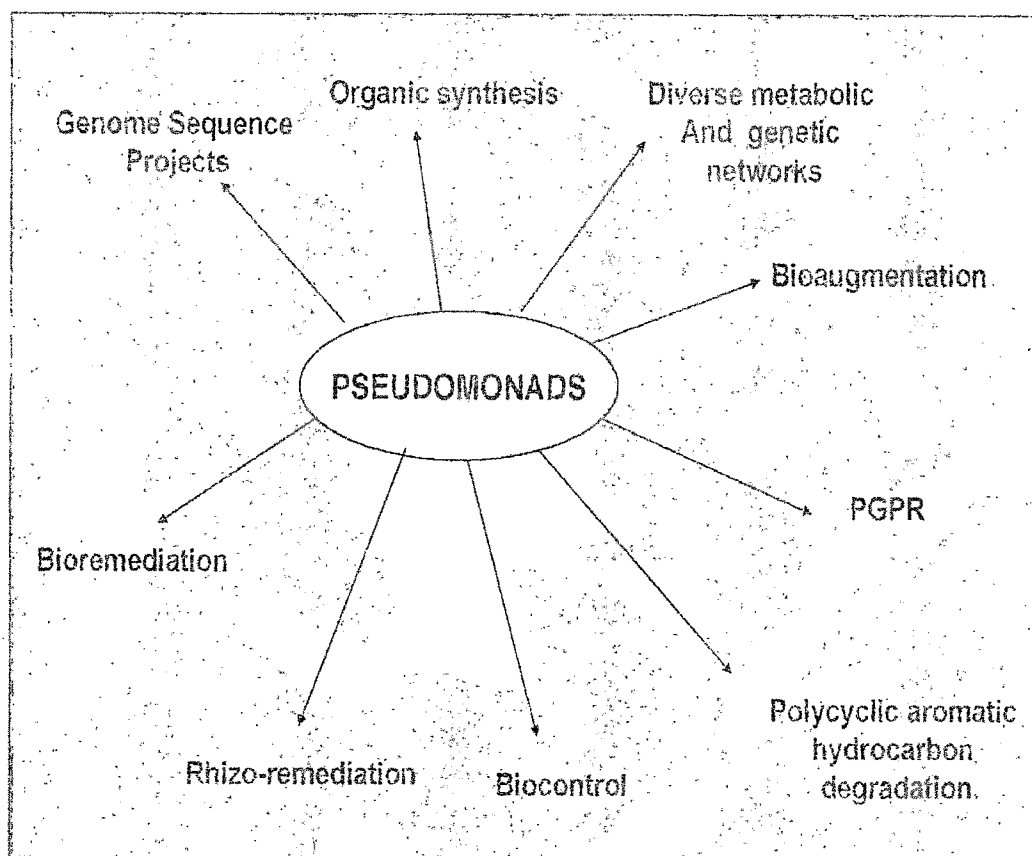 Organic synthesis
Diverse metabolic
And genetic
networks
Genome Sequence
Projects
Bioaugmentation
PSEUDOMONADS
PGPR
Bioremediation
Polycyclic aromatic
hydrocarbon
degradation.
Rhizo-remediation
Biocontrol